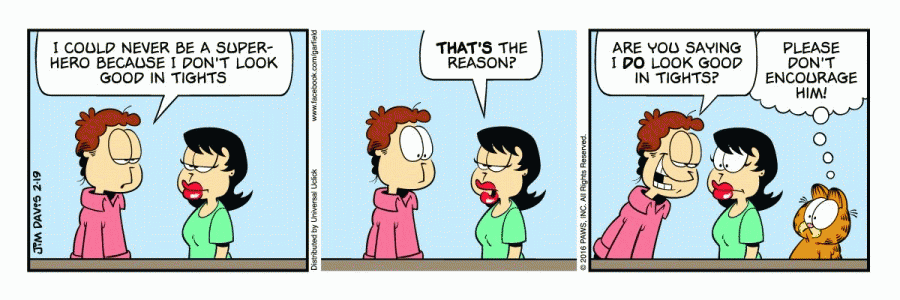 I COULD NEVER BE A SUPER-
HERO BECAUSE I DON'T LOOK
GOOD IN TIGHTS
JIM DAVIS 2-19
www.facebook.com/garfield
Distributed by Universal Uclick
THAT'S THE
REASON?
© 2016 PAWS, INC. All Rights Reserved.
ARE YOU SAYING
I DO LOOK GOOD
IN TIGHTS?
PLEASE
DON'T
ENCOURAGE
HIM!